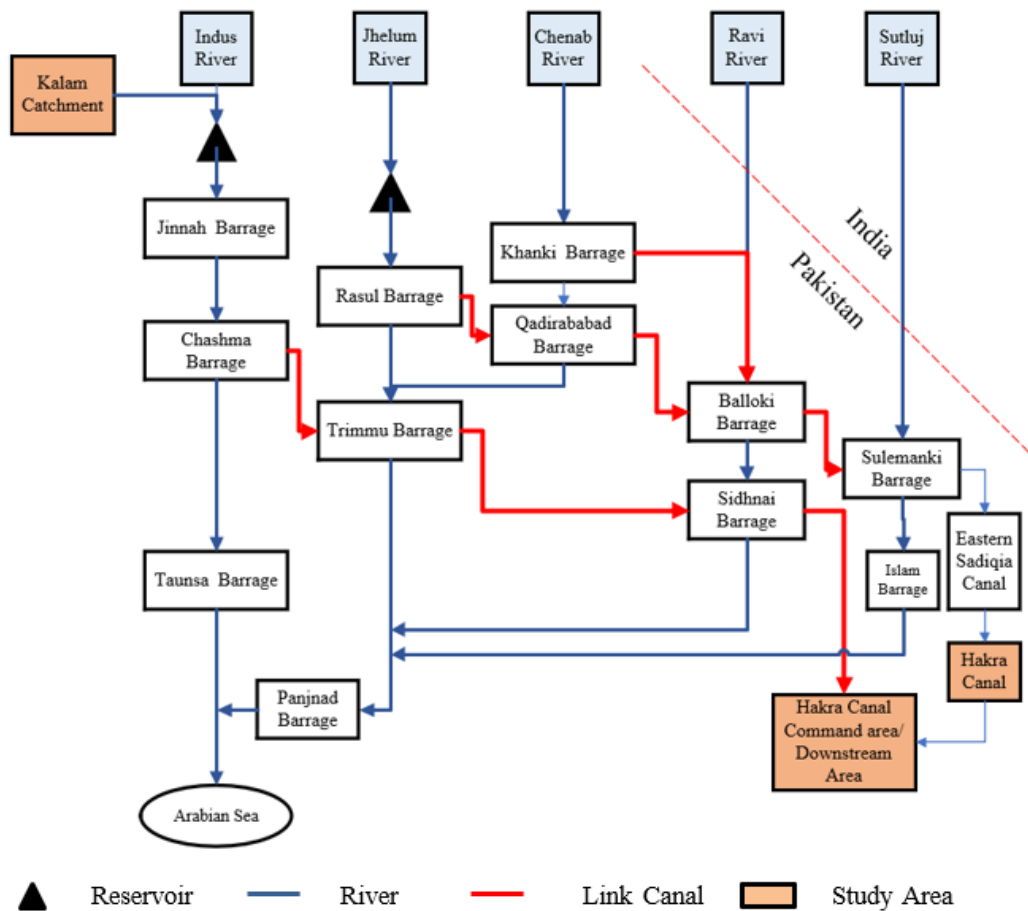 Indus
River
Jhelum
River
Chenab
River
Ravi
River
Sutluj
River
Kalam
Catchment
Jinnah Barrage
Khanki Barrage
India
Pakistan
Rasul Barrage
Qadirababad
Barrage
Chashma
Barrage
Trimmu Barrage
Balloki
Barrage
Sulemanki
Barrage
Sidhnai
Barrage
Eastern
Sadiqia
Canal
Taunsa Barrage
Islam
Barrage
Hakra
Canal
Panjnad
Barrage
Hakra Canal
Command area/
Downstream
Area
Arabian Sea
Reservoir
River
Link Canal
Study Area